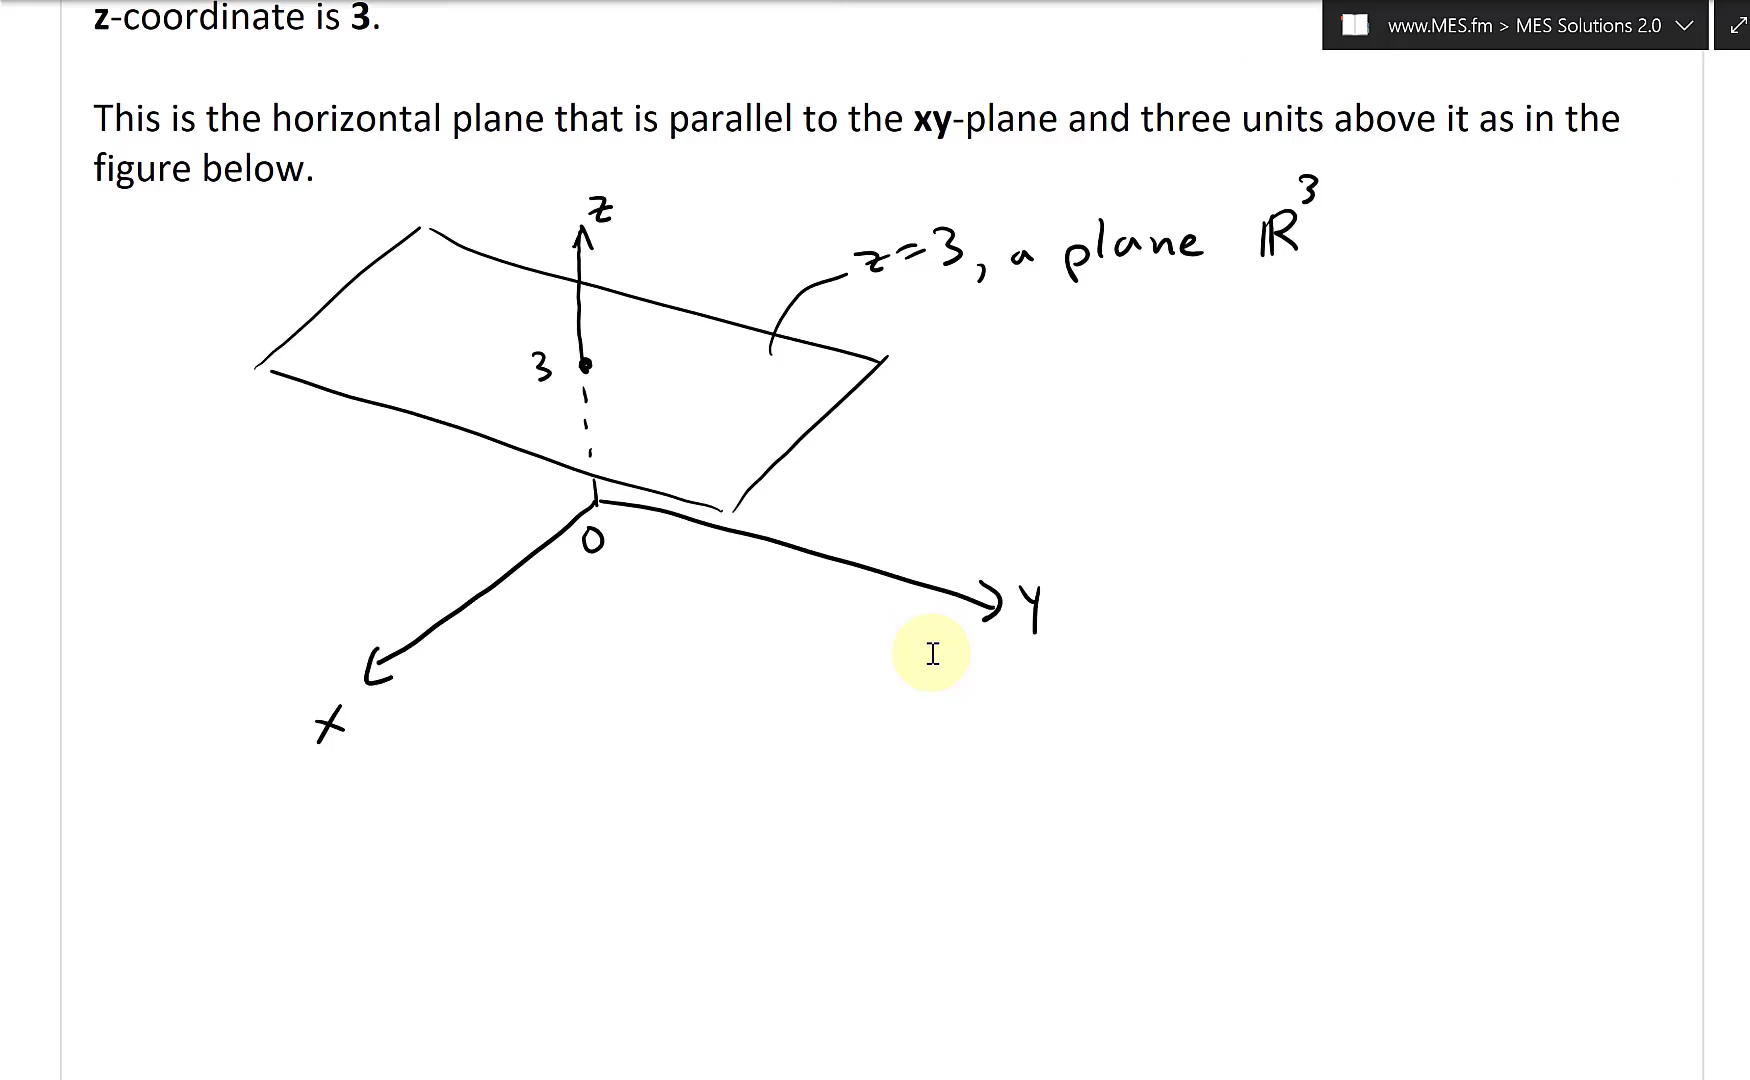 z-coordinate is 3.
www.MES.fm > MES Solutions 2.0
This is the horizontal plane that is parallel to the xy-plane and three units above it as in the
figure below.
z
z=3, a plane ℝ³
3
0
Y
X